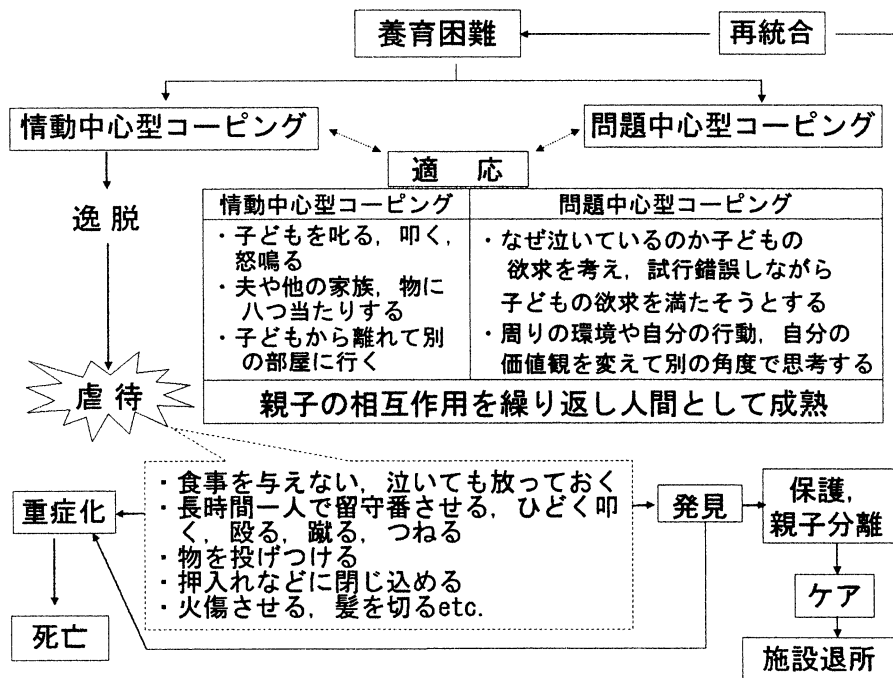 養育困難
再統合
情動中心型コーピング
問題中心型コーピング
適　応
逸脱
情動中心型コーピング
・子どもを叱る，叩く，
怒鳴る
・夫や他の家族，物に
八つ当たりする
・子どもから離れて別
の部屋に行く
問題中心型コーピング
・なぜ泣いているのか子どもの
欲求を考え，試行錯誤しながら
子どもの欲求を満たそうとする
・周りの環境や自分の行動，自分の
価値観を変えて別の角度で思考する
親子の相互作用を繰り返し人間として成熟
虐待
・食事を与えない，泣いても放っておく
・長時間一人で留守番させる，ひどく叩
く，殴る，蹴る，つねる
・物を投げつける
・押入れなどに閉じ込める
・火傷させる，髪を切るetc.
重症化
死亡
発見
保護，
親子分離
ケア
施設退所